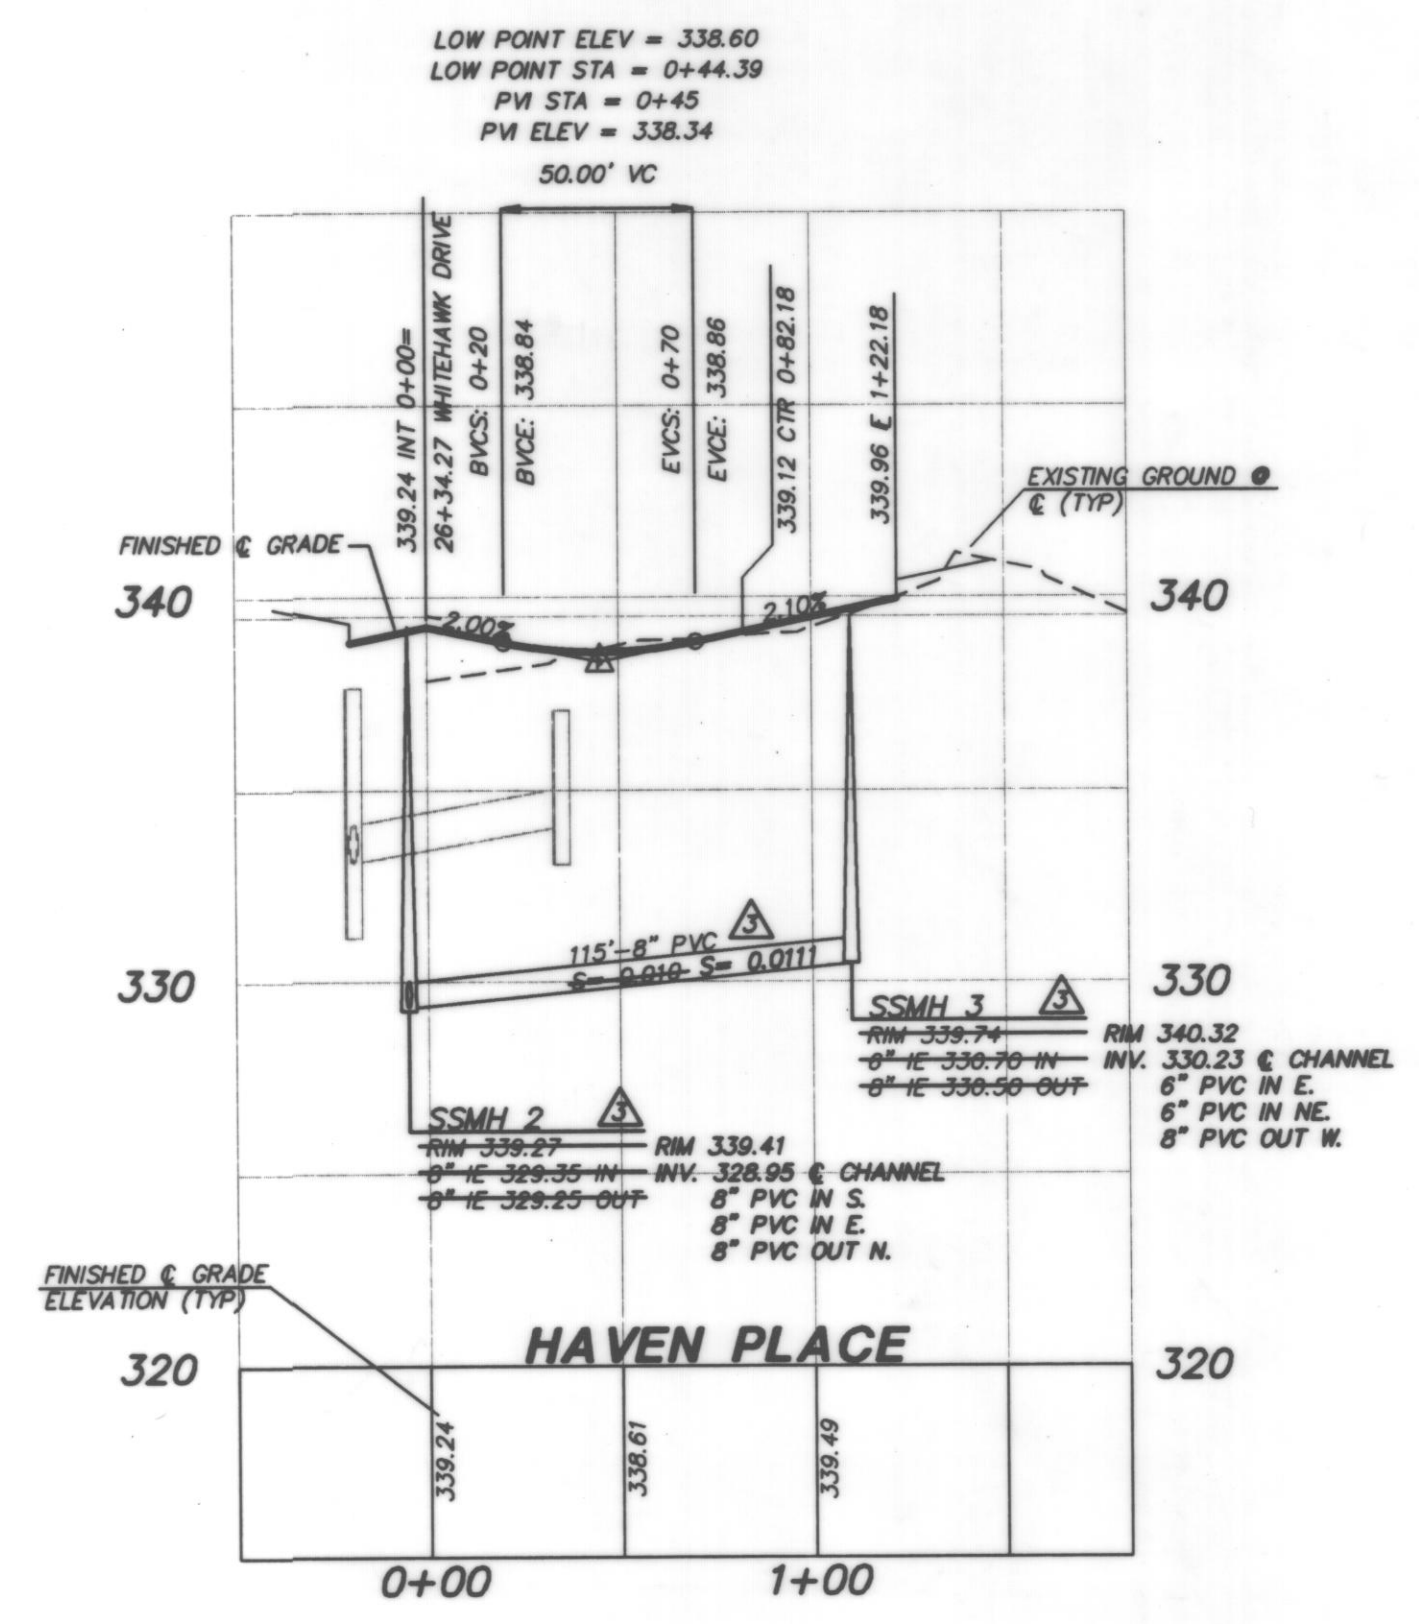 LOW POINT ELEV = 338.60
LOW POINT STA = 0+44.39
PVI STA = 0+45
PVI ELEV = 338.34
50.00' VC
339.24 INT 0+00=
26+34.27 WHITEHAWK DRIVE
BVCS: 0+20
BVCE: 338.84
EVCS: 0+70
EVCE: 338.86
339.12 CTR 0+82.18
339.96 E 1+22.18
EXISTING GROUND @
℄ (TYP)
FINISHED ℄ GRADE
340
340
2.00%
2.10%
3
115'-8" PVC
S= 0.010 S= 0.0111
330
330
SSMH 3
3
RIM 339.74 RIM 340.32
6" IE 330.70 IN INV. 330.23 ℄ CHANNEL
8" IE 330.50 OUT 6" PVC IN E.
6" PVC IN NE.
8" PVC OUT W.
SSMH 2
3
RIM 339.27 RIM 339.41
8" IE 329.35 IN INV. 328.95 ℄ CHANNEL
8" IE 329.25 OUT 8" PVC IN S.
8" PVC IN E.
8" PVC OUT N.
FINISHED ℄ GRADE
ELEVATION (TYP)
HAVEN PLACE
320
320
339.24
338.61
339.49
0+00
1+00